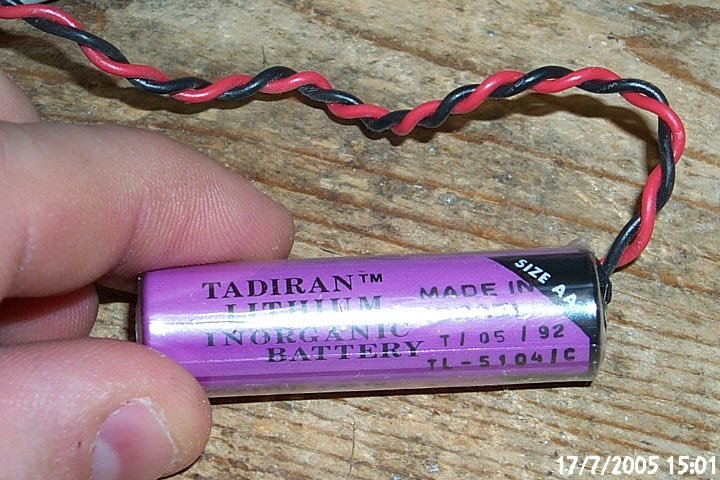 TADIRAN™
LITHIUM
INORGANIC
BATTERY
MADE IN
T/05/92
TL-5104/C
SIZE AA
17/7/2005 15:01